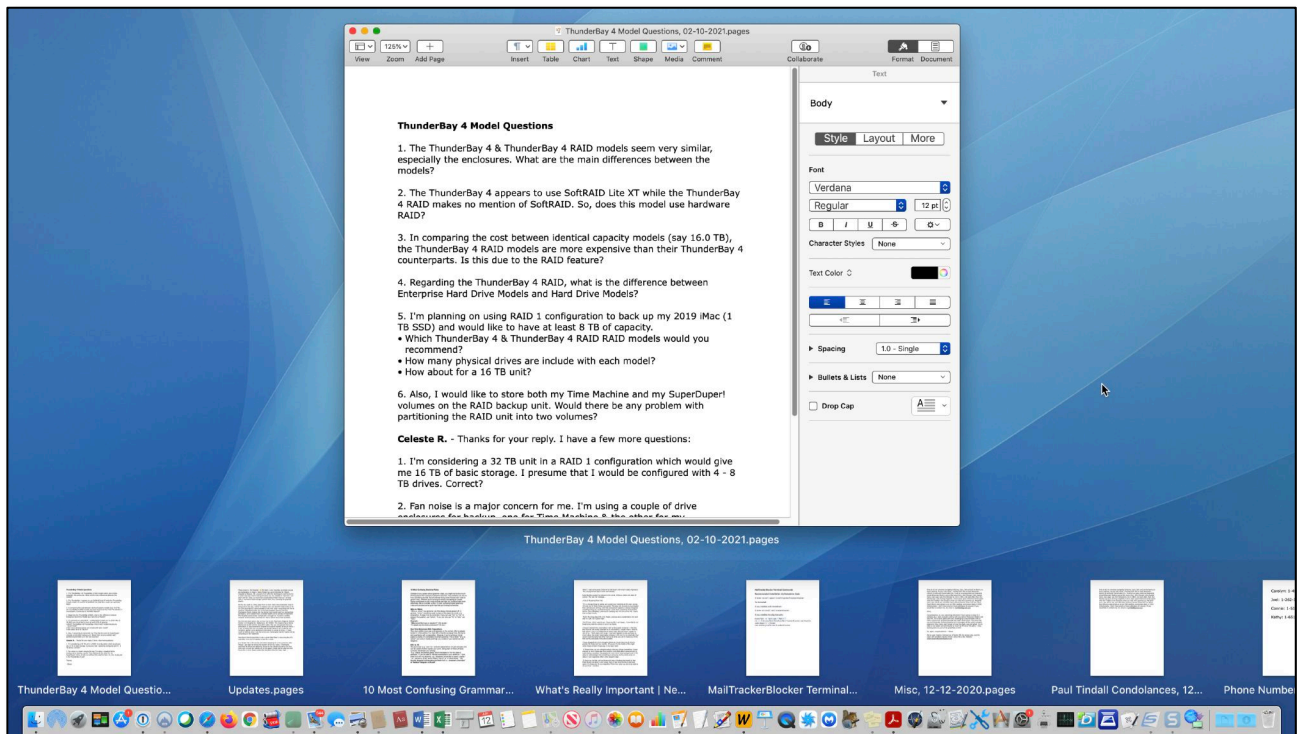 ThunderBay 4 Model Questions, 02-10-2021.pages
125%
View Zoom Add Page Insert Table Chart Text Shape Media Comment Collaborate Format Document
Text
Body
Style Layout More
Font
Verdana
Regular 12 pt
B I U S
Character Styles None
Text Color
Spacing 1.0 - Single
Bullets & Lists None
Drop Cap A
ThunderBay 4 Model Questions
1. The ThunderBay 4 & ThunderBay 4 RAID models seem very similar,
especially the enclosures. What are the main differences between the
models?
2. The ThunderBay 4 appears to use SoftRAID Lite XT while the ThunderBay
4 RAID makes no mention of SoftRAID. So, does this model use hardware
RAID?
3. In comparing the cost between identical capacity models (say 16.0 TB),
the ThunderBay 4 RAID models are more expensive than their ThunderBay 4
counterparts. Is this due to the RAID feature?
4. Regarding the ThunderBay 4 RAID, what is the difference between
Enterprise Hard Drive Models and Hard Drive Models?
5. I'm planning on using RAID 1 configuration to back up my 2019 iMac (1
TB SSD) and would like to have at least 8 TB of capacity.
• Which ThunderBay 4 & ThunderBay 4 RAID RAID models would you
recommend?
• How many physical drives are include with each model?
• How about for a 16 TB unit?
6. Also, I would like to store both my Time Machine and my SuperDuper!
volumes on the RAID backup unit. Would there be any problem with
partitioning the RAID unit into two volumes?
Celeste R. - Thanks for your reply. I have a few more questions:
1. I'm considering a 32 TB unit in a RAID 1 configuration which would give
me 16 TB of basic storage. I presume that I would be configured with 4 - 8
TB drives. Correct?
2. Fan noise is a major concern for me. I'm using a couple of drive
enclosures for backup, one for Time Machine & the other for my
ThunderBay 4 Model Questions, 02-10-2021.pages
ThunderBay 4 Model Questio... Updates.pages 10 Most Confusing Grammar... What's Really Important | Ne... MailTrackerBlocker Terminal... Misc, 12-12-2020.pages Paul Tindall Condolances, 12... Phone Numbe